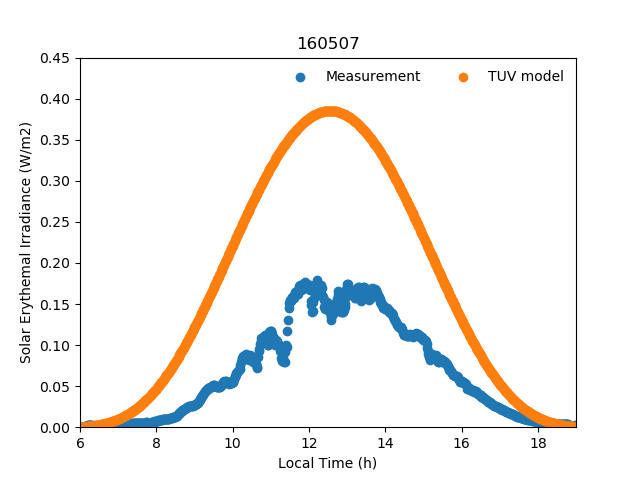 160507
Measurement TUV model
0.45
0.40
0.35
0.30
0.25
0.20
0.15
0.10
0.05
0.00
Solar Erythemal Irradiance (W/m2)
6 8 10 12 14 16 18
Local Time (h)